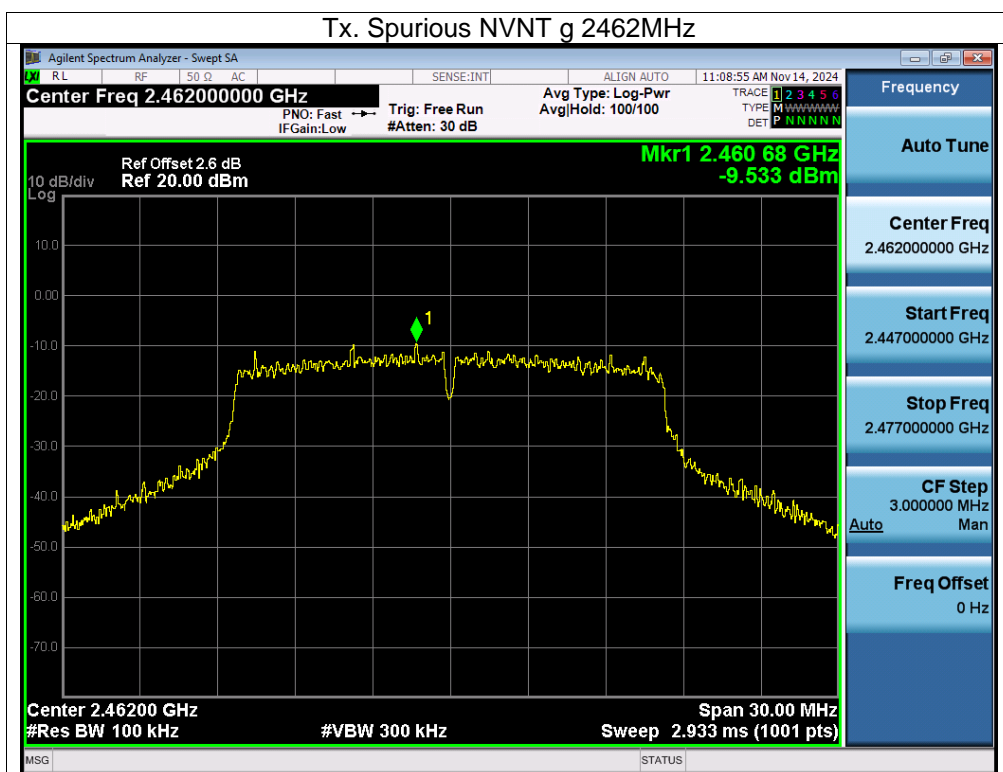 Tx. Spurious NVNT g 2462MHz
Agilent Spectrum Analyzer - Swept SA
LXI RL RF 50 Ω AC SENSE:INT ALIGN AUTO 11:08:55 AM Nov 14, 2024
Center Freq 2.462000000 GHz
PNO: Fast
IFGain:Low
Trig: Free Run
#Atten: 30 dB
Avg Type: Log-Pwr
Avg|Hold: 100/100
TRACE 1 2 3 4 5 6
TYPE M WWWWW
DET P N N N N N
Mkr1 2.460 68 GHz
-9.533 dBm
Ref Offset 2.6 dB
10 dB/div Ref 20.00 dBm
Log
10.0
0.00
-10.0
-20.0
-30.0
-40.0
-50.0
-60.0
-70.0
1
Center 2.46200 GHz Span 30.00 MHz
#Res BW 100 kHz #VBW 300 kHz Sweep 2.933 ms (1001 pts)
MSG STATUS
Frequency
Auto Tune
Center Freq
2.462000000 GHz
Start Freq
2.447000000 GHz
Stop Freq
2.477000000 GHz
CF Step
3.000000 MHz
Auto Man
Freq Offset
0 Hz